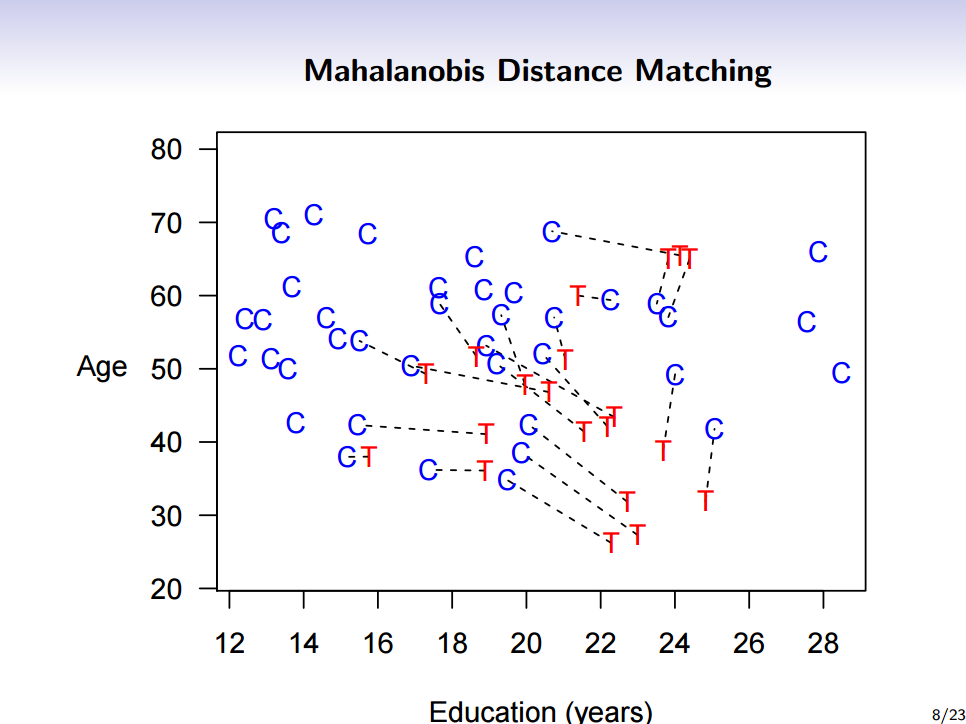 Mahalanobis Distance Matching
80
70
60
50
40
30
20
Age
C C C C C C C C C C C C C C C C C C C C C C C C C C C C C C C C C C C C C C C C
T T T T T T T T T T T T T T T T T T T T
12 14 16 18 20 22 24 26 28
Education (years)
8/23